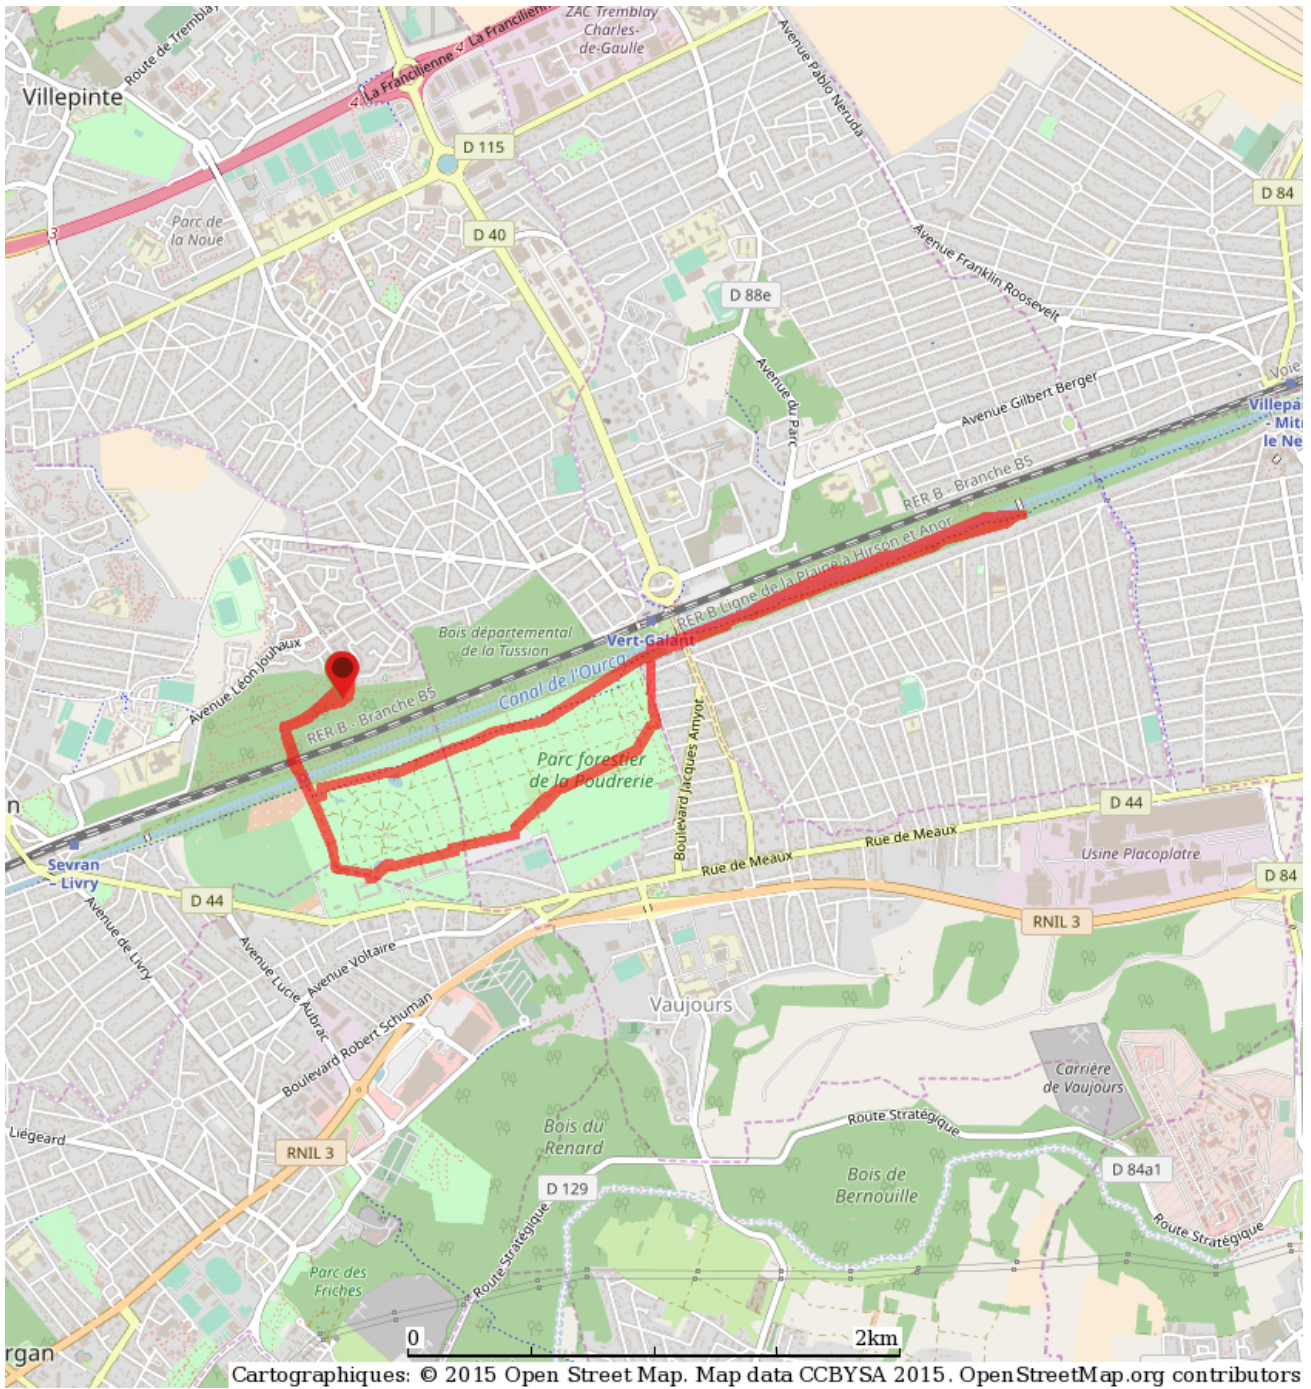 ZAC Tremblay
Charles-
de-Gaulle
La Francilienne
4
La Francilienne
4
Route de Tremblay
Villepinte
Avenue Pablo Neruda
D 115
D 84
Parc de
la Noue
3
D 40
Avenue Franklin Roosevelt
D 88e
Avenue du Parc
Avenue Gilbert Berger
Voie
Villepa
- Mitr
le Ne
RER B - Branche B5
RER B Ligne de la Plaine à Hirson et Anor
Bois départemental
de la Tussion
Vert-Galant
Avenue Léon Jouhaux
Canal de l'Ourcq
RER B - Branche B5
Boulevard Jacques Amyot
Parc forestier
de la Poudrerie
n
D 44
Rue de Meaux
Rue de Meaux
Usine Placoplatre
Sevran
- Livry
D 84
D 44
RNIL 3
Avenue de Livry
Avenue Lucie Aubrac
Avenue Voltaire
Boulevard Robert Schuman
Vaujours
Carrière
de Vaujours
Liégeard
Bois du
Renard
Route Stratégique
RNIL 3
D 129
Bois de
Bernouille
D 84a1
Route Stratégique
Route Stratégique
Parc des
Friches
rgan
0
2km
Cartographiques: © 2015 Open Street Map. Map data CCBYSA 2015. OpenStreetMap.org contributors